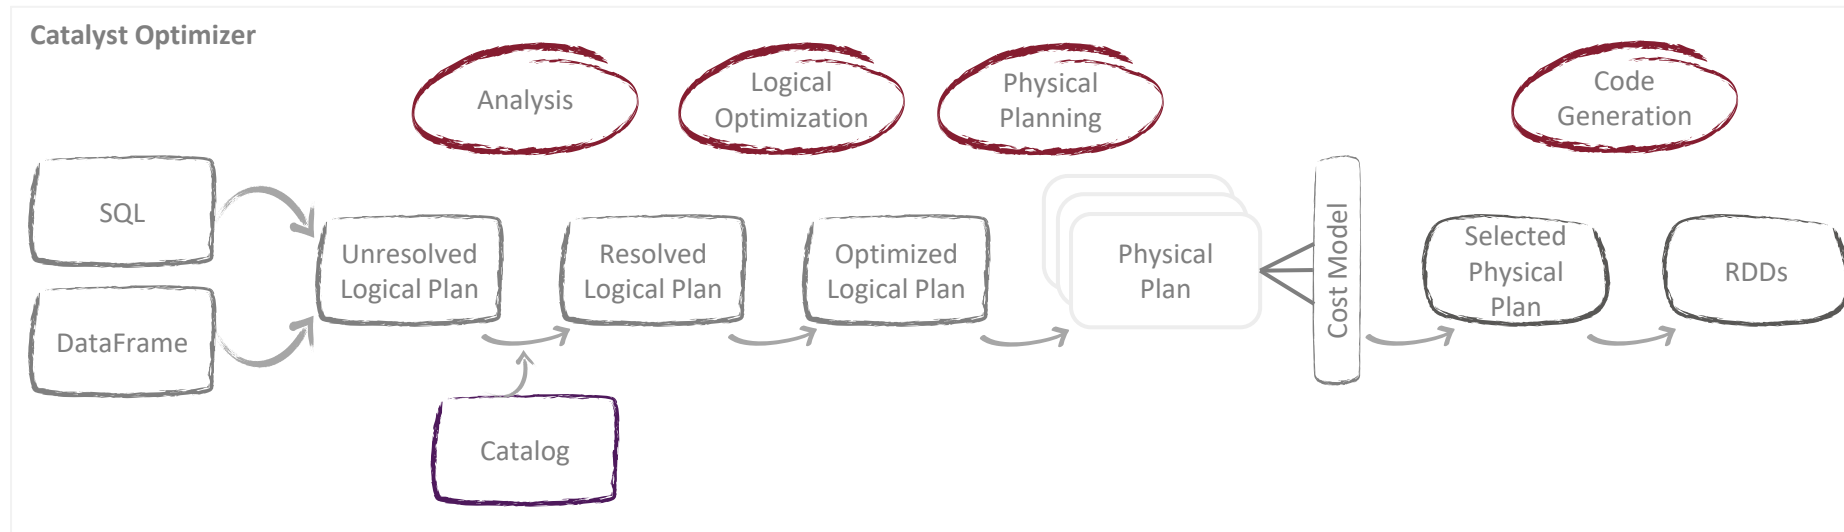 Catalyst Optimizer
Analysis
Logical
Optimization
Physical
Planning
Code
Generation
SQL
DataFrame
Unresolved
Logical Plan
Resolved
Logical Plan
Optimized
Logical Plan
Physical
Plan
Cost Model
Selected
Physical
Plan
RDDs
Catalog